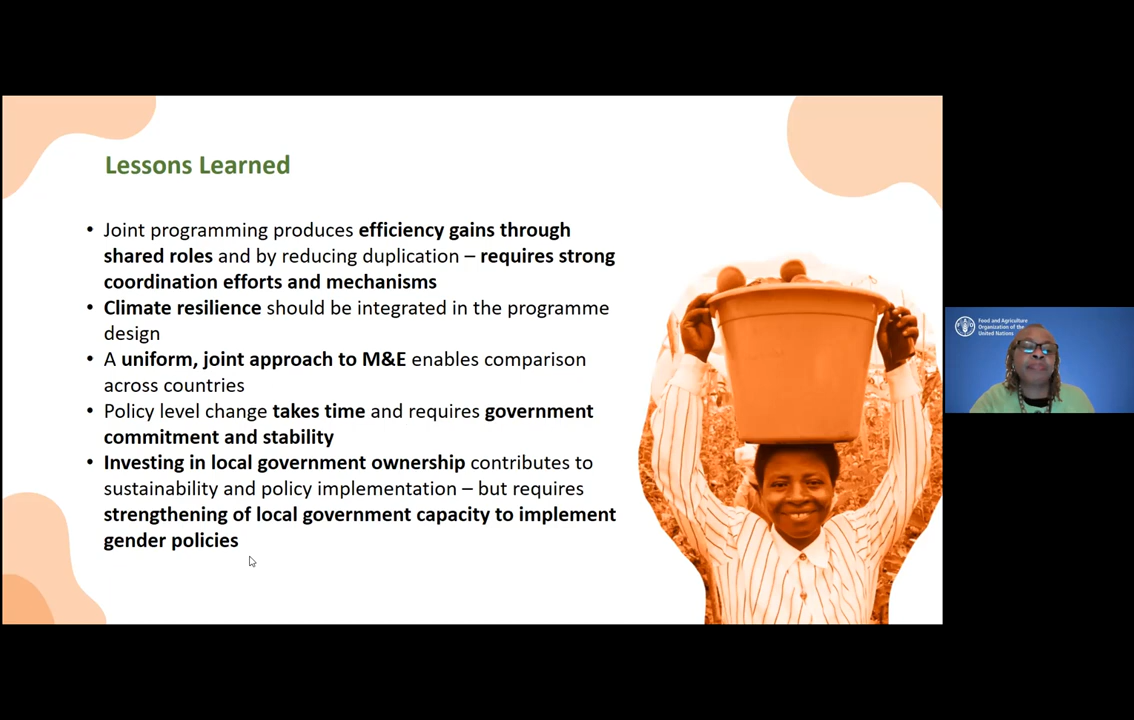 Lessons Learned
• Joint programming produces efficiency gains through
shared roles and by reducing duplication – requires strong
coordination efforts and mechanisms
• Climate resilience should be integrated in the programme
design
• A uniform, joint approach to M&E enables comparison
across countries
• Policy level change takes time and requires government
commitment and stability
• Investing in local government ownership contributes to
sustainability and policy implementation – but requires
strengthening of local government capacity to implement
gender policies
Food and Agriculture
Organization of the
United Nations